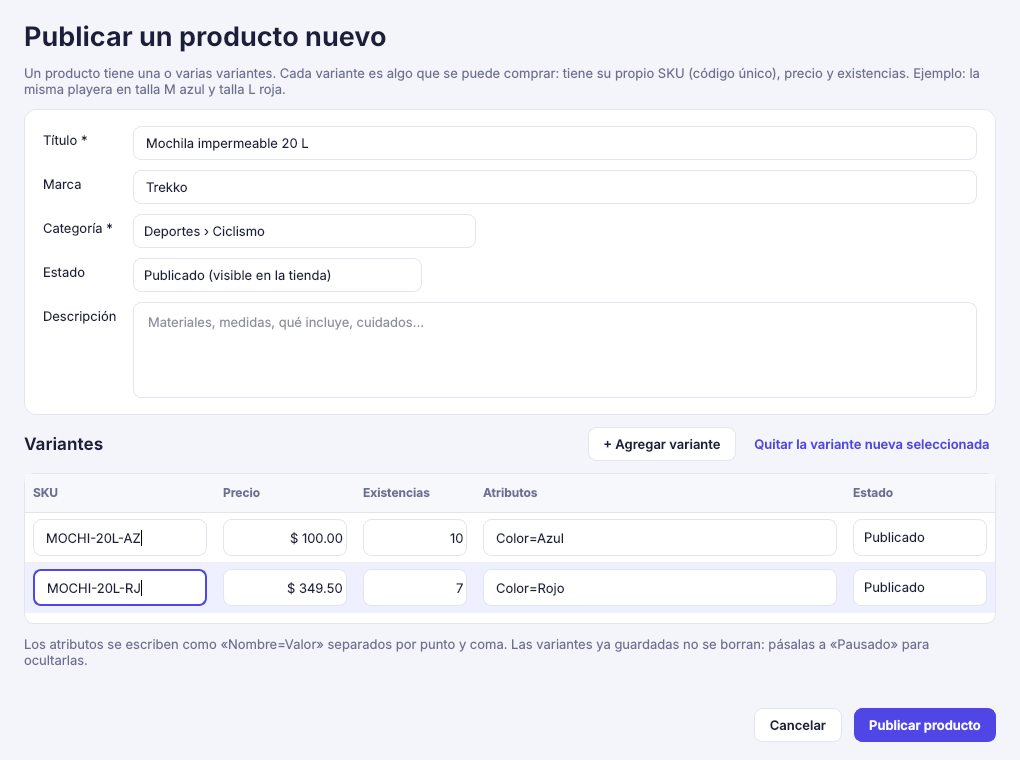 Publicar un producto nuevo
Un producto tiene una o varias variantes. Cada variante es algo que se puede comprar: tiene su propio SKU (código único), precio y existencias. Ejemplo: la
misma playera en talla M azul y talla L roja.
Título * Mochila impermeable 20 L
Marca Trekko
Categoría * Deportes › Ciclismo
Estado Publicado (visible en la tienda)
Descripción Materiales, medidas, qué incluye, cuidados...
Variantes + Agregar variante Quitar la variante nueva seleccionada
SKU Precio Existencias Atributos Estado
MOCHI-20L-AZ $ 100.00 10 Color=Azul Publicado
MOCHI-20L-RJ $ 349.50 7 Color=Rojo Publicado
Los atributos se escriben como «Nombre=Valor» separados por punto y coma. Las variantes ya guardadas no se borran: pásalas a «Pausado» para
ocultarlas.
Cancelar Publicar producto